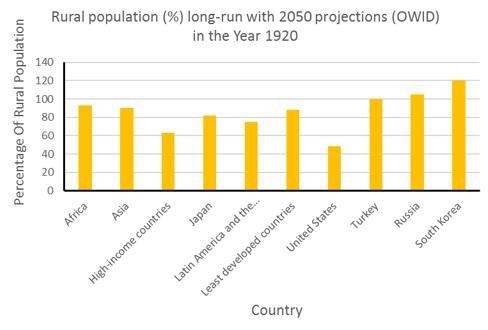 Rural population (%) long-run with 2050 projections (OWID)
in the Year 1920
Percentage Of Rural Population
140
120
100
80
60
40
20
0
Africa
Asia
High-income countries
Japan
Latin America and the...
Least developed countries
United States
Turkey
Russia
South Korea
Country